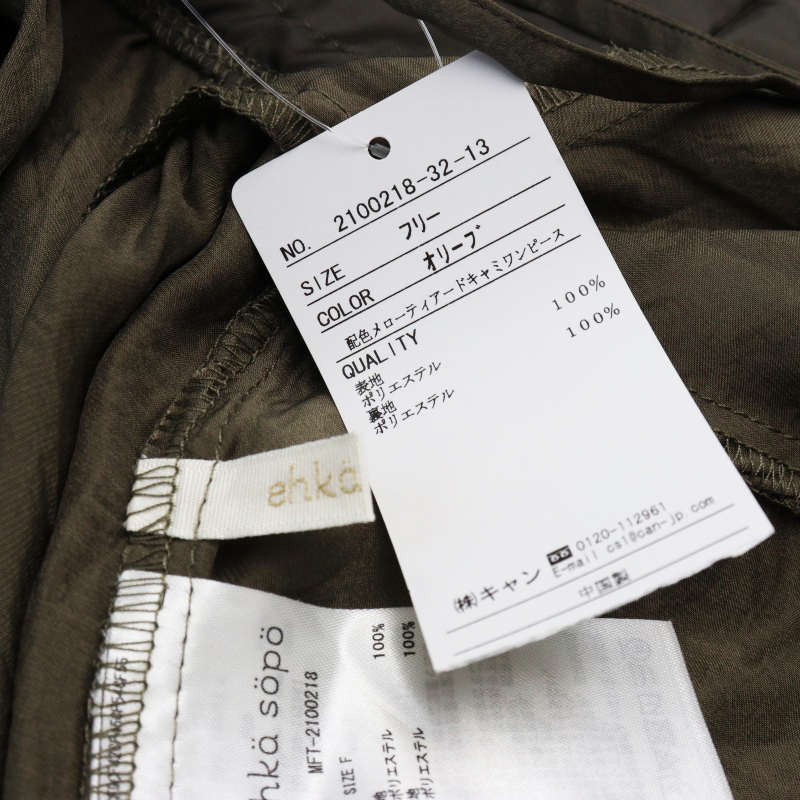 NO. 2100218-32-13
SIZE フリー
COLOR オリーブ
配色メローティアードキャミワンピース
QUALITY
表地 100%
ポリエステル
裏地 100%
ポリエステル
㈱キャン 0120-112961
E-mail cs1@can-jp.com
中国製
ehkä
hkä söpö
MFT-2100218
SIZE F
100%
ポリエステル
100%
ポリエステル